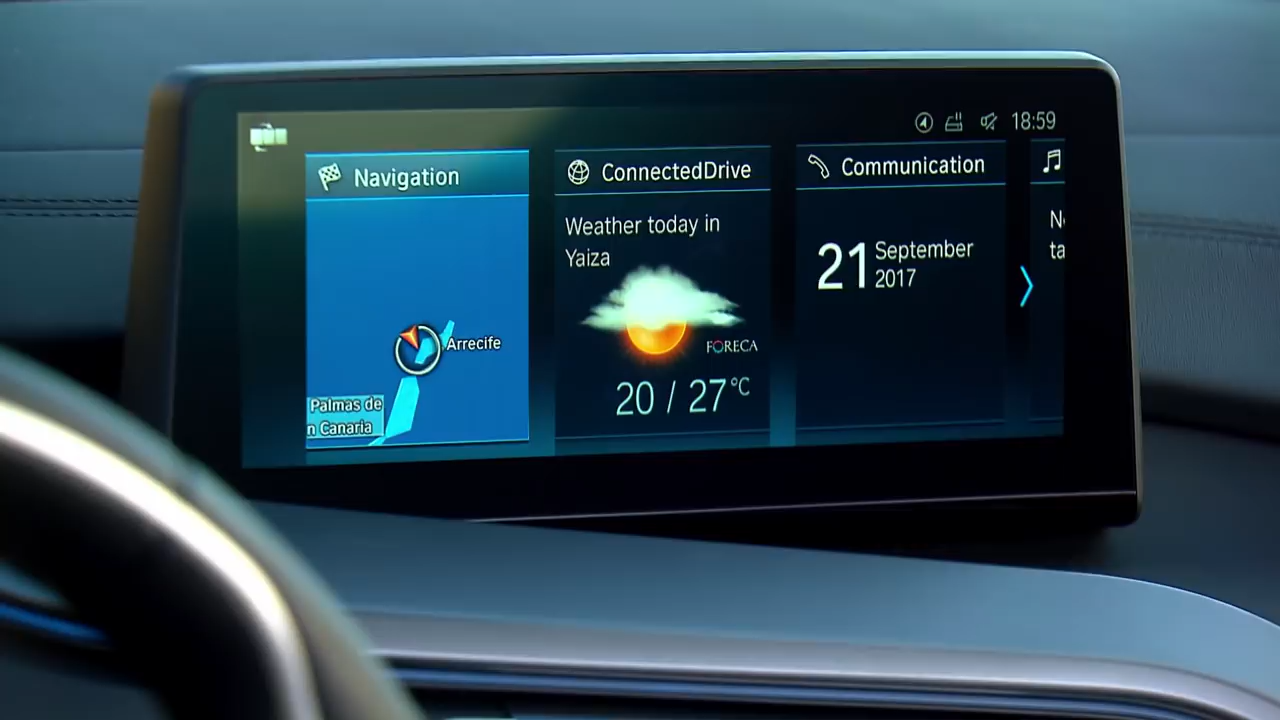 18:59
Navigation
Arrecife
Palmas de
n Canaria
ConnectedDrive
Weather today in
Yaiza
FORECA
20 / 27°C
Communication
21 September
2017